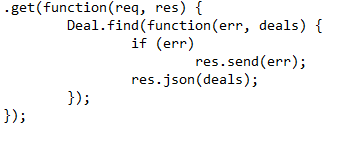 .get(function(req, res) {
        Deal.find(function(err, deals) {
                if (err)
                        res.send(err);
                res.json(deals);
        });
});